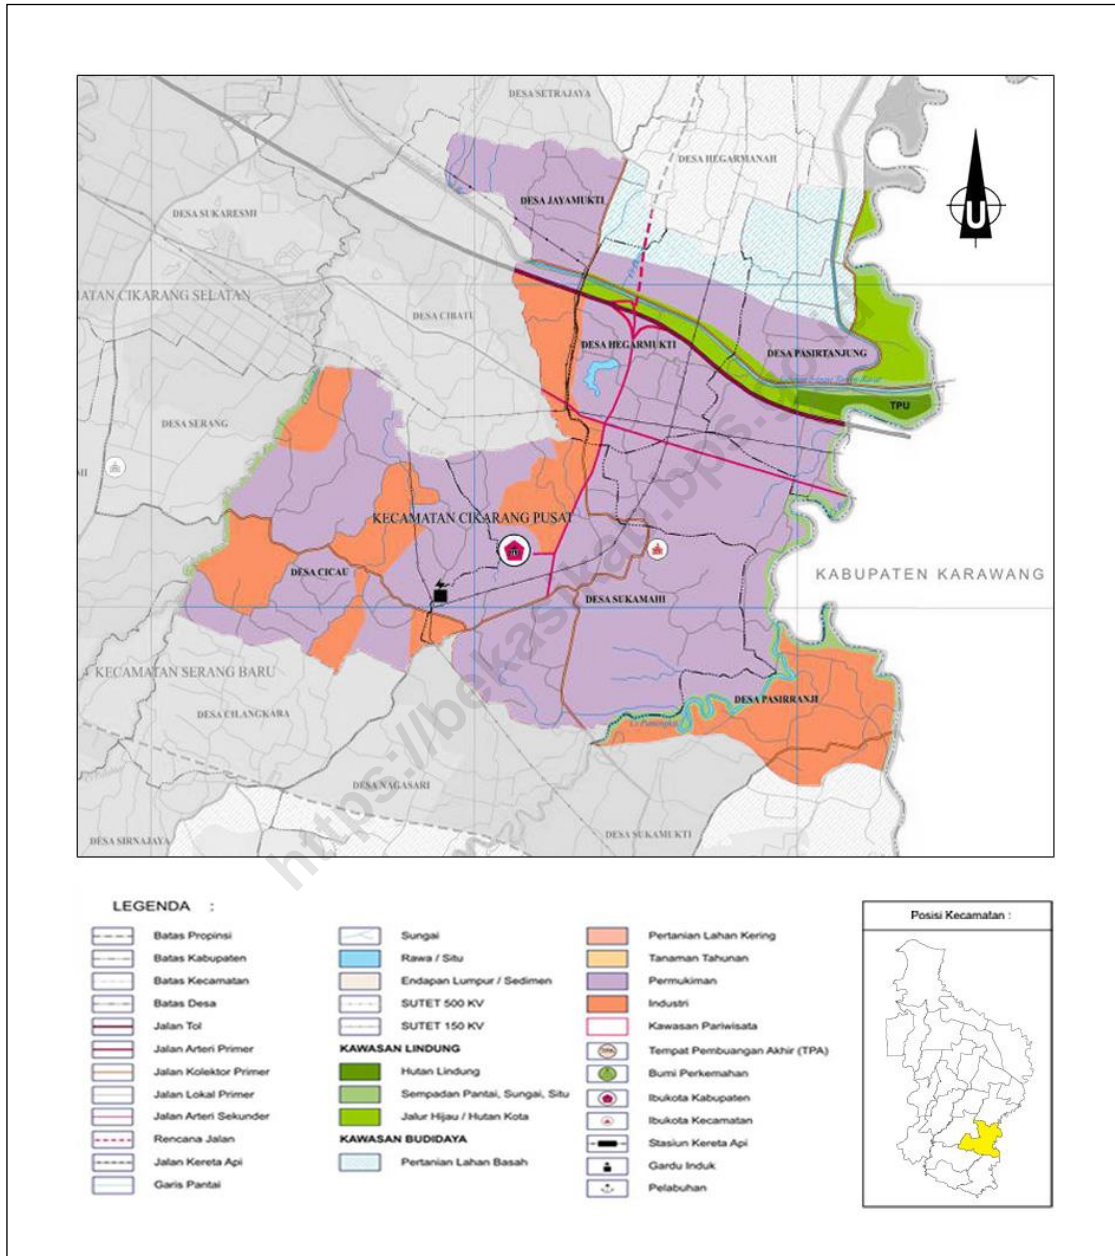 DESA SETRAJAYA
DESA HEGARMANAH
DESA JAYAMUKTI
DESA SUKARESMI
U
MATAN CIKARANG SELATAN
DESA CIBATU
DESA HEGARMUKTI
DESA PASIRTANJUNG
TPU
DESA SERANG
KECAMATAN CIKARANG PUSAT
DESA CICAU
KABUPATEN KARAWANG
DESA SUKAMAHI
KECAMATAN SERANG BARU
DESA CILANGKARA
DESA PASIRRANJI
DESA NAGASARI
DESA SIRNAJAYA
DESA SUKAMUKTI
https://bekasikab.bps.go.id
LEGENDA :
Batas Propinsi
Batas Kabupaten
Batas Kecamatan
Batas Desa
Jalan Tol
Jalan Arteri Primer
Jalan Kolektor Primer
Jalan Lokal Primer
Jalan Arteri Sekunder
Rencana Jalan
Jalan Kereta Api
Garis Pantai
Sungai
Rawa / Situ
Endapan Lumpur / Sedimen
SUTET 500 KV
SUTET 150 KV
KAWASAN LINDUNG
Hutan Lindung
Sempadan Pantai, Sungai, Situ
Jalur Hijau / Hutan Kota
KAWASAN BUDIDAYA
Pertanian Lahan Basah
Pertanian Lahan Kering
Tanaman Tahunan
Permukiman
Industri
Kawasan Pariwisata
Tempat Pembuangan Akhir (TPA)
Bumi Perkemahan
Ibukota Kabupaten
Ibukota Kecamatan
Stasiun Kereta Api
Gardu Induk
Pelabuhan
Posisi Kecamatan :